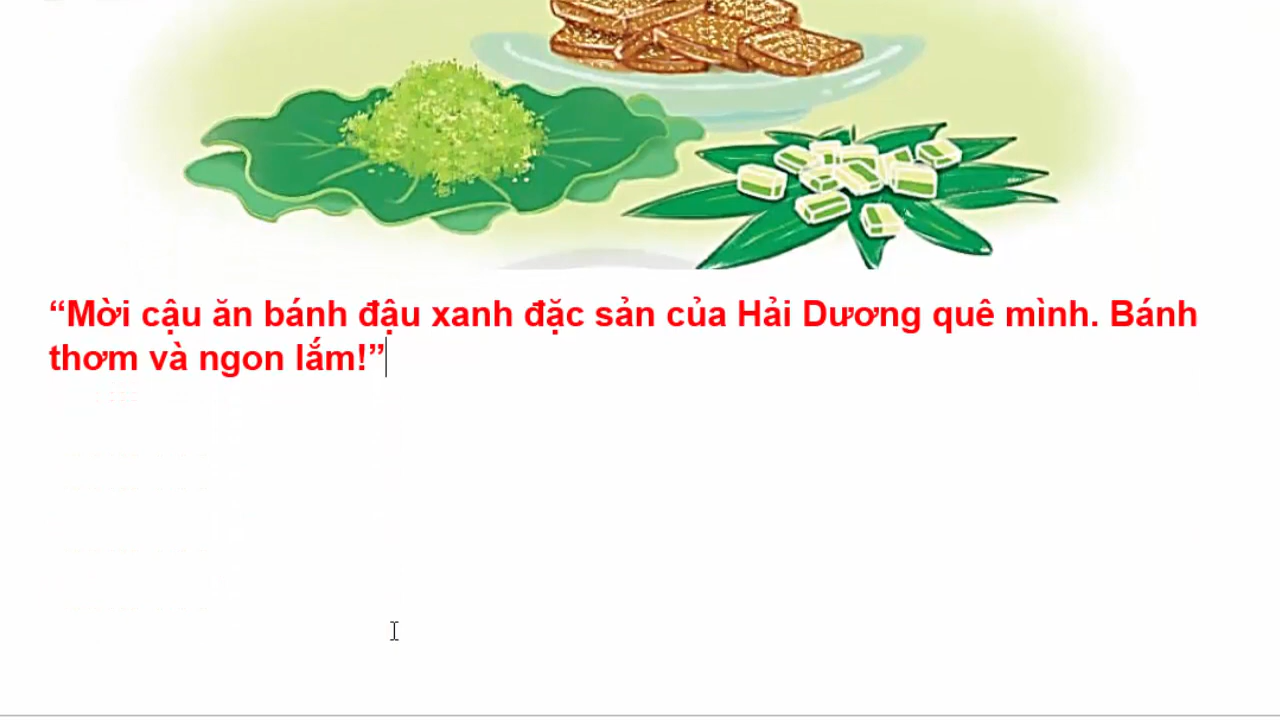 “Mời cậu ăn bánh đậu xanh đặc sản của Hải Dương quê mình. Bánh
thơm và ngon lắm!”